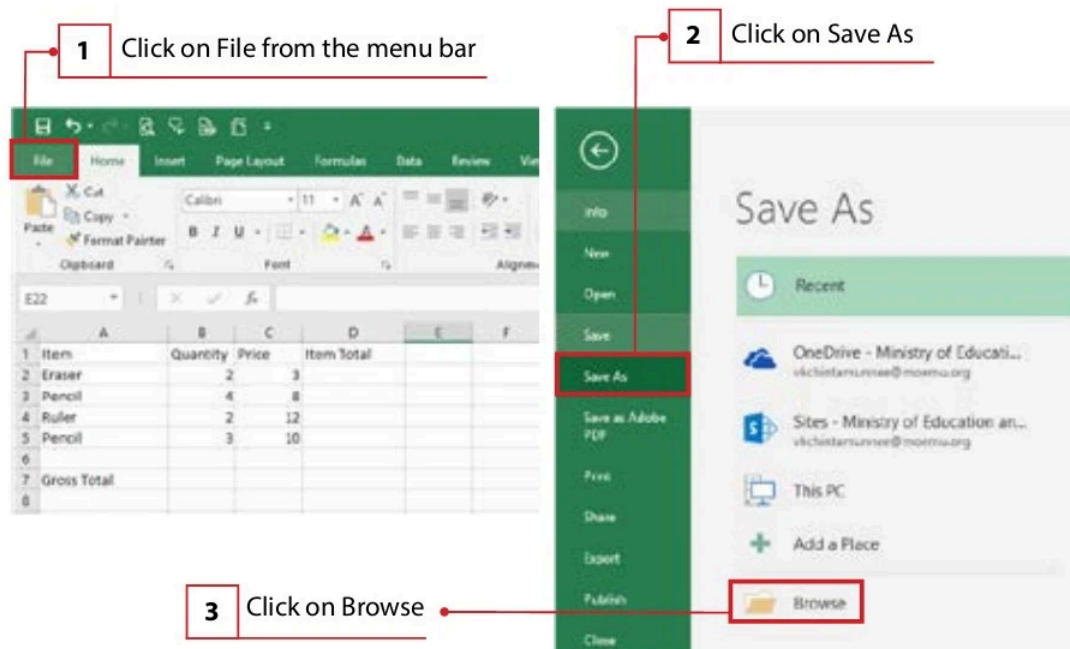 1 Click on File from the menu bar
2 Click on Save As
File Home Insert Page Layout Formulas Data Review Vie
Cut
Copy
Paste
Format Painter
Calibri 11 A A
B I U A
Clipboard Font Alignm
E22 fx
A B C D E F
1 Item Quantity Price Item Total
2 Eraser 2 3
3 Pencil 4 8
4 Ruler 2 12
5 Pencil 3 10
6
7 Gross Total
8
Info
New
Open
Save
Save As
Save as Adobe
PDF
Print
Share
Export
Publish
Close
Save As
Recent
OneDrive - Ministry of Educati...
Sites - Ministry of Education an...
This PC
Add a Place
Browse
3 Click on Browse